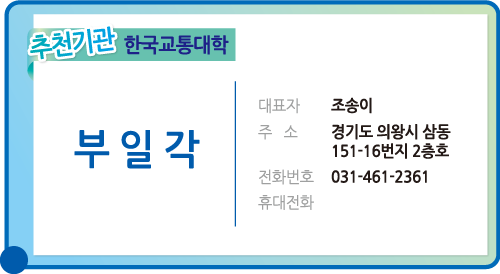 추천기관 한국교통대학
부일각
대표자 조송이
주 소 경기도 의왕시 삼동
151-16번지 2층호
전화번호 031-461-2361
휴대전화